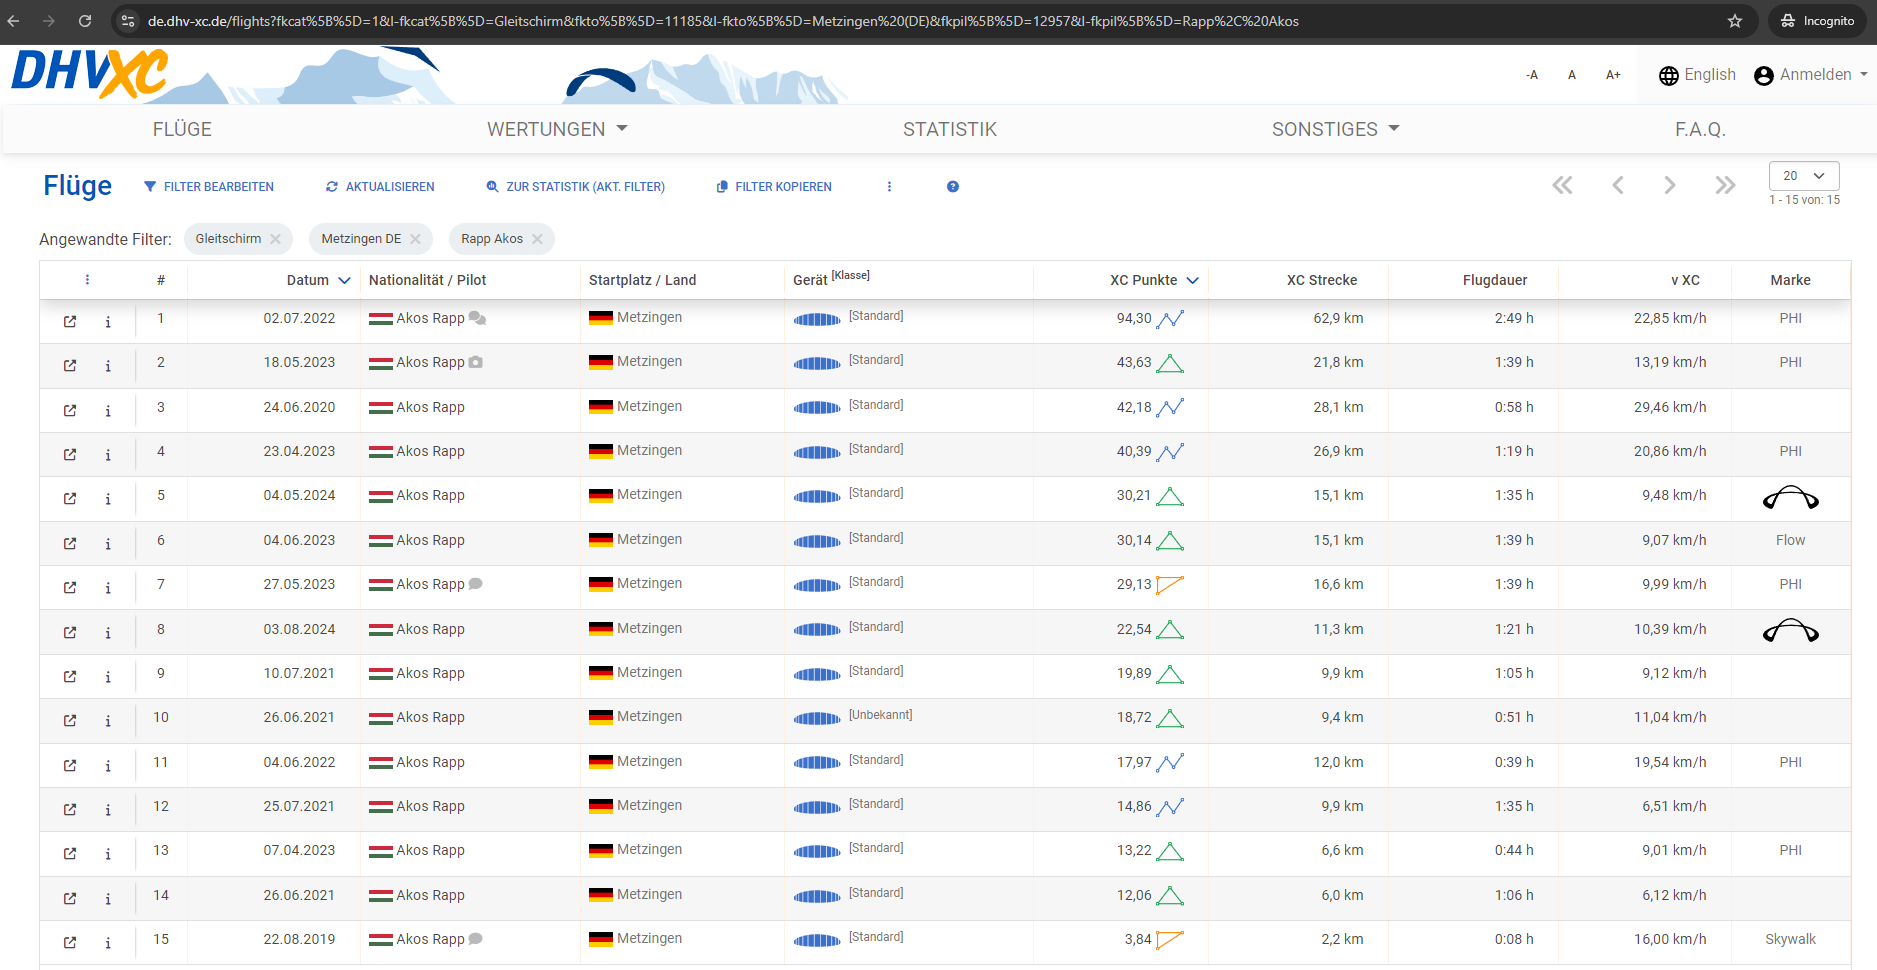 de.dhv-xc.de/flights?fkcat%5B%5D=1&l-fkcat%5B%5D=Gleitschirm&fkto%5B%5D=11185&l-fkto%5B%5D=Metzingen%20(DE)&fkpil%5B%5D=12957&l-fkpil%5B%5D=Rapp%2C%20Akos Incognito
DHVXC -A A A+ English Anmelden
FLÜGE WERTUNGEN STATISTIK SONSTIGES F.A.Q.
Flüge FILTER BEARBEITEN AKTUALISIEREN ZUR STATISTIK (AKT. FILTER) FILTER KOPIEREN 20
1 - 15 von: 15
Angewandte Filter: Gleitschirm Metzingen DE Rapp Akos
# Datum Nationalität / Pilot Startplatz / Land Gerät [Klasse] XC Punkte XC Strecke Flugdauer v XC Marke
1 02.07.2022 Akos Rapp Metzingen [Standard] 94,30 62,9 km 2:49 h 22,85 km/h PHI
2 18.05.2023 Akos Rapp Metzingen [Standard] 43,63 21,8 km 1:39 h 13,19 km/h PHI
3 24.06.2020 Akos Rapp Metzingen [Standard] 42,18 28,1 km 0:58 h 29,46 km/h
4 23.04.2023 Akos Rapp Metzingen [Standard] 40,39 26,9 km 1:19 h 20,86 km/h PHI
5 04.05.2024 Akos Rapp Metzingen [Standard] 30,21 15,1 km 1:35 h 9,48 km/h
6 04.06.2023 Akos Rapp Metzingen [Standard] 30,14 15,1 km 1:39 h 9,07 km/h Flow
7 27.05.2023 Akos Rapp Metzingen [Standard] 29,13 16,6 km 1:39 h 9,99 km/h PHI
8 03.08.2024 Akos Rapp Metzingen [Standard] 22,54 11,3 km 1:21 h 10,39 km/h
9 10.07.2021 Akos Rapp Metzingen [Standard] 19,89 9,9 km 1:05 h 9,12 km/h
10 26.06.2021 Akos Rapp Metzingen [Unbekannt] 18,72 9,4 km 0:51 h 11,04 km/h
11 04.06.2022 Akos Rapp Metzingen [Standard] 17,97 12,0 km 0:39 h 19,54 km/h PHI
12 25.07.2021 Akos Rapp Metzingen [Standard] 14,86 9,9 km 1:35 h 6,51 km/h
13 07.04.2023 Akos Rapp Metzingen [Standard] 13,22 6,6 km 0:44 h 9,01 km/h PHI
14 26.06.2021 Akos Rapp Metzingen [Standard] 12,06 6,0 km 1:06 h 6,12 km/h
15 22.08.2019 Akos Rapp Metzingen [Standard] 3,84 2,2 km 0:08 h 16,00 km/h Skywalk